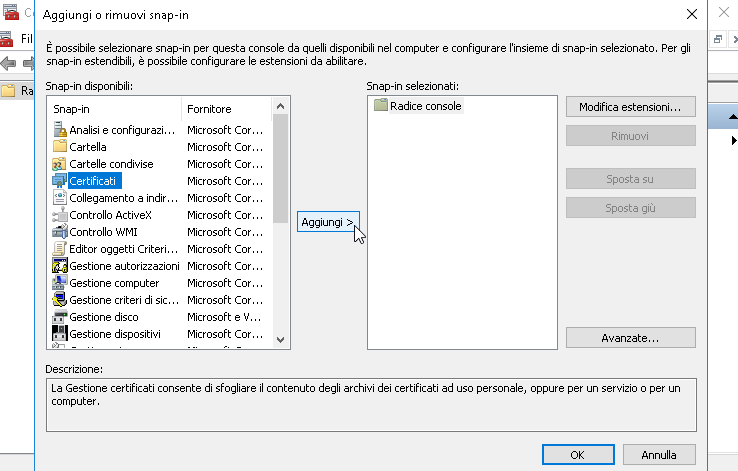 Aggiungi o rimuovi snap-in
Fil
Ra
È possibile selezionare snap-in per questa console da quelli disponibili nel computer e configurare l'insieme di snap-in selezionato. Per gli
snap-in estendibili, è possibile configurare le estensioni da abilitare.
Snap-in disponibili:
Snap-in Fornitore
Analisi e configurazi... Microsoft Cor...
Cartella Microsoft Cor...
Cartelle condivise Microsoft Cor...
Certificati Microsoft Cor...
Collegamento a indir... Microsoft Cor...
Controllo ActiveX Microsoft Cor...
Controllo WMI Microsoft Cor...
Editor oggetti Criteri... Microsoft Cor...
Gestione autorizzazioni Microsoft Cor...
Gestione computer Microsoft Cor...
Gestione criteri di sic... Microsoft Cor...
Gestione disco Microsoft e V...
Gestione dispositivi Microsoft Cor...
Aggiungi >
Snap-in selezionati:
Radice console
Modifica estensioni...
Rimuovi
Sposta su
Sposta giù
Avanzate...
Descrizione:
La Gestione certificati consente di sfogliare il contenuto degli archivi dei certificati ad uso personale, oppure per un servizio o per un
computer.
OK
Annulla